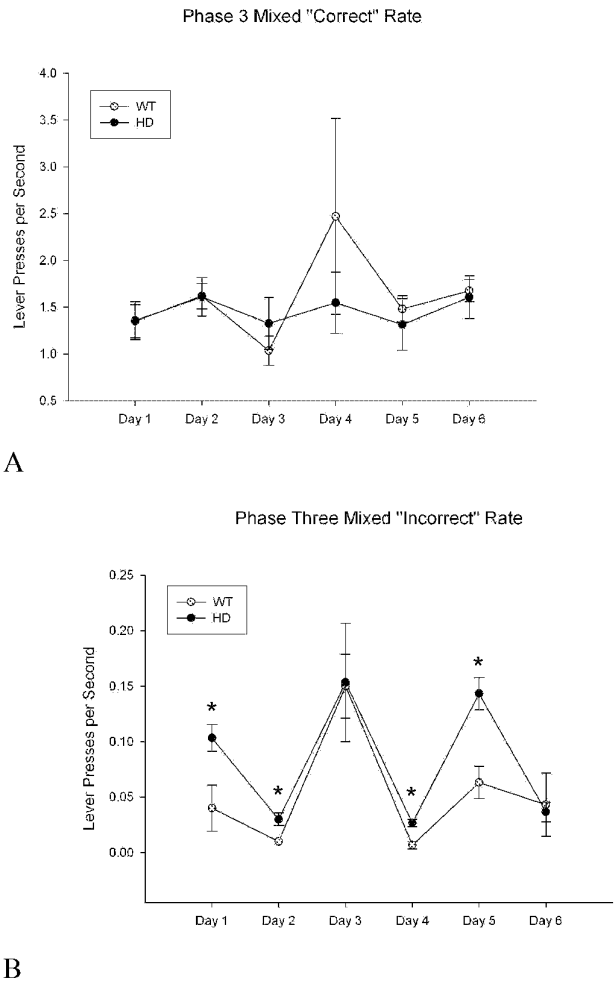 Phase 3 Mixed "Correct" Rate
4.0
3.5
3.0
2.5
2.0
1.5
1.0
0.5
Lever Presses per Second
WT
HD
Day 1 Day 2 Day 3 Day 4 Day 5 Day 6
A
Phase Three Mixed "Incorrect" Rate
0.25
0.20
0.15
0.10
0.05
0.00
Lever Presses per Second
WT
HD
*
*
*
*
Day 1 Day 2 Day 3 Day 4 Day 5 Day 6
B